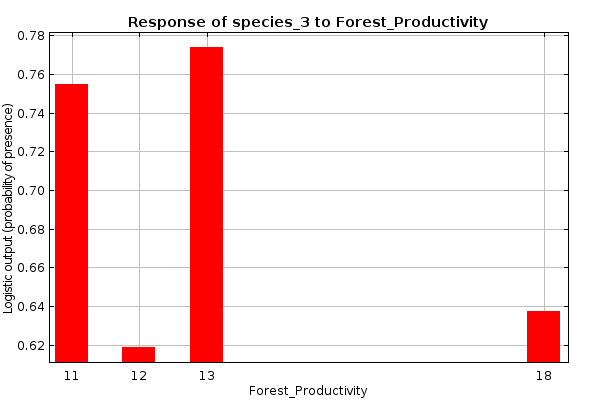 Response of species_3 to Forest_Productivity
Logistic output (probability of presence)
0.78
0.76
0.74
0.72
0.70
0.68
0.66
0.64
0.62
11 12 13 18
Forest_Productivity